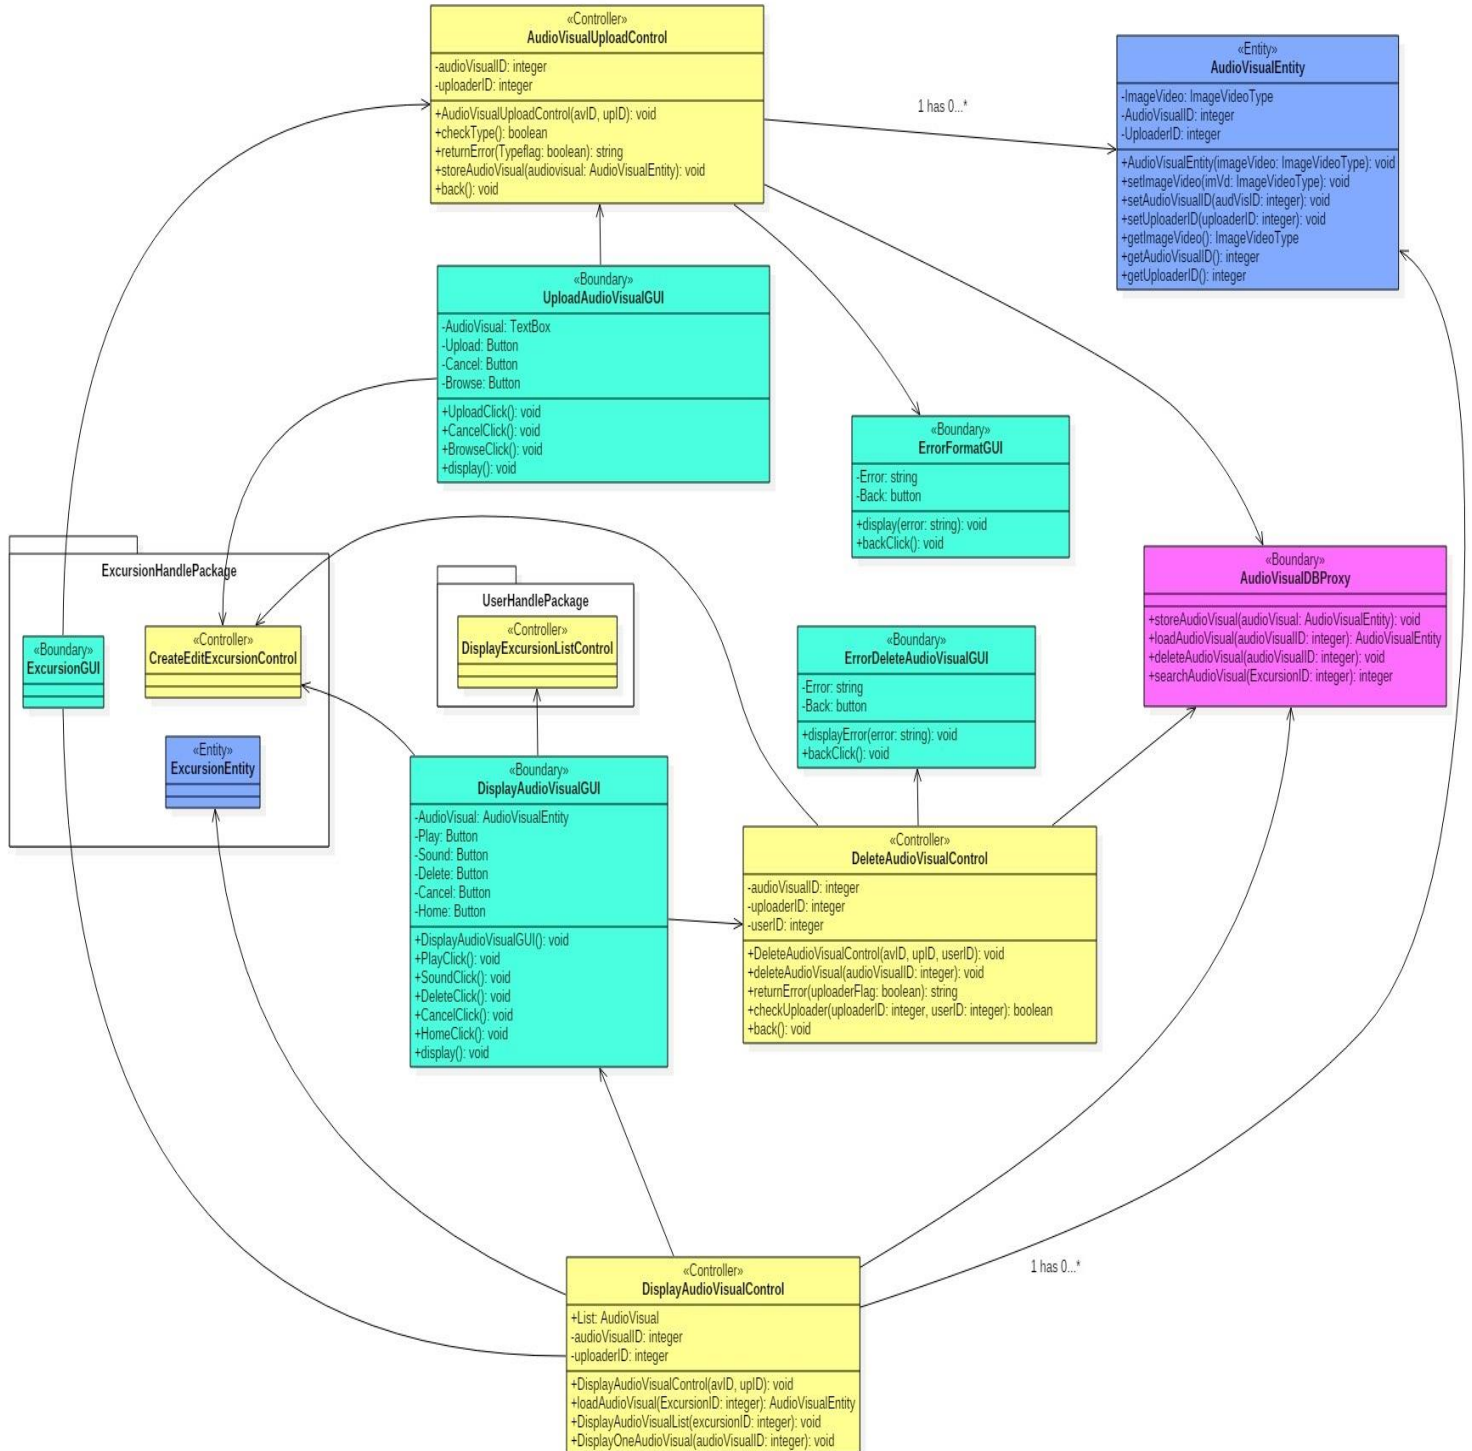 «Controller»
AudioVisualUploadControl
-audioVisualID: integer
-uploaderID: integer
+AudioVisualUploadControl(avID, upID): void
+checkType(): boolean
+returnError(Typeflag: boolean): string
+storeAudioVisual(audiovisual: AudioVisualEntity): void
+back(): void
1 has 0...*
«Entity»
AudioVisualEntity
-ImageVideo: ImageVideoType
-AudioVisualID: integer
-UploaderID: integer
+AudioVisualEntity(imageVideo: ImageVideoType): void
+setImageVideo(imVd: ImageVideoType): void
+setAudioVisualID(audVisID: integer): void
+setUploaderID(uploaderID: integer): void
+getImageVideo(): ImageVideoType
+getAudioVisualID(): integer
+getUploaderID(): integer
«Boundary»
UploadAudioVisualGUI
-AudioVisual: TextBox
-Upload: Button
-Cancel: Button
-Browse: Button
+UploadClick(): void
+CancelClick(): void
+BrowseClick(): void
+display(): void
«Boundary»
ErrorFormatGUI
-Error: string
-Back: button
+display(error: string): void
+backClick(): void
ExcursionHandlePackage
«Boundary»
ExcursionGUI
«Controller»
CreateEditExcursionControl
«Entity»
ExcursionEntity
UserHandlePackage
«Controller»
DisplayExcursionListControl
«Boundary»
AudioVisualDBProxy
+storeAudioVisual(audioVisual: AudioVisualEntity): void
+loadAudioVisual(audioVisualID: integer): AudioVisualEntity
+deleteAudioVisual(audioVisualID: integer): void
+searchAudioVisual(ExcursionID: integer): integer
«Boundary»
ErrorDeleteAudioVisualGUI
-Error: string
-Back: button
+displayError(error: string): void
+backClick(): void
«Boundary»
DisplayAudioVisualGUI
-AudioVisual: AudioVisualEntity
-Play: Button
-Sound: Button
-Delete: Button
-Cancel: Button
-Home: Button
+DisplayAudioVisualGUI(): void
+PlayClick(): void
+SoundClick(): void
+DeleteClick(): void
+CancelClick(): void
+HomeClick(): void
+display(): void
«Controller»
DeleteAudioVisualControl
-audioVisualID: integer
-uploaderID: integer
-userID: integer
+DeleteAudioVisualControl(avID, upID, userID): void
+deleteAudioVisual(audioVisualID: integer): void
+returnError(uploaderFlag: boolean): string
+checkUploader(uploaderID: integer, userID: integer): boolean
+back(): void
1 has 0...*
«Controller»
DisplayAudioVisualControl
+List: AudioVisual
-audioVisualID: integer
-uploaderID: integer
+DisplayAudioVisualControl(avID, upID): void
+loadAudioVisual(ExcursionID: integer): AudioVisualEntity
+DisplayAudioVisualList(excursionID: integer): void
+DisplayOneAudioVisual(audioVisualID: integer): void